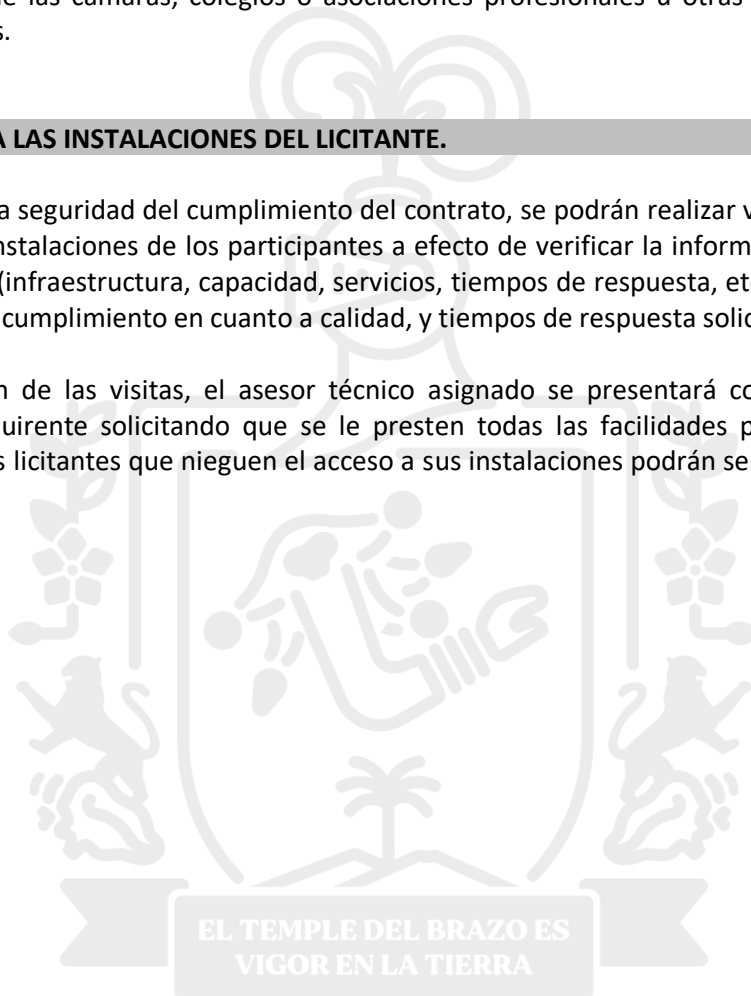 las cámaras, colegios o asociaciones profesionales u otras
s.
A LAS INSTALACIONES DEL LICITANTE.
a seguridad del cumplimiento del contrato, se podrán realizar v
nstalaciones de los participantes a efecto de verificar la inform
(infraestructura, capacidad, servicios, tiempos de respuesta, et
cumplimiento en cuanto a calidad, y tiempos de respuesta solic
n de las visitas, el asesor técnico asignado se presentará co
uirente solicitando que se le presten todas las facilidades p
s licitantes que nieguen el acceso a sus instalaciones podrán se
EL TEMPLE DEL BRAZO ES
VIGOR EN LA TIERRA